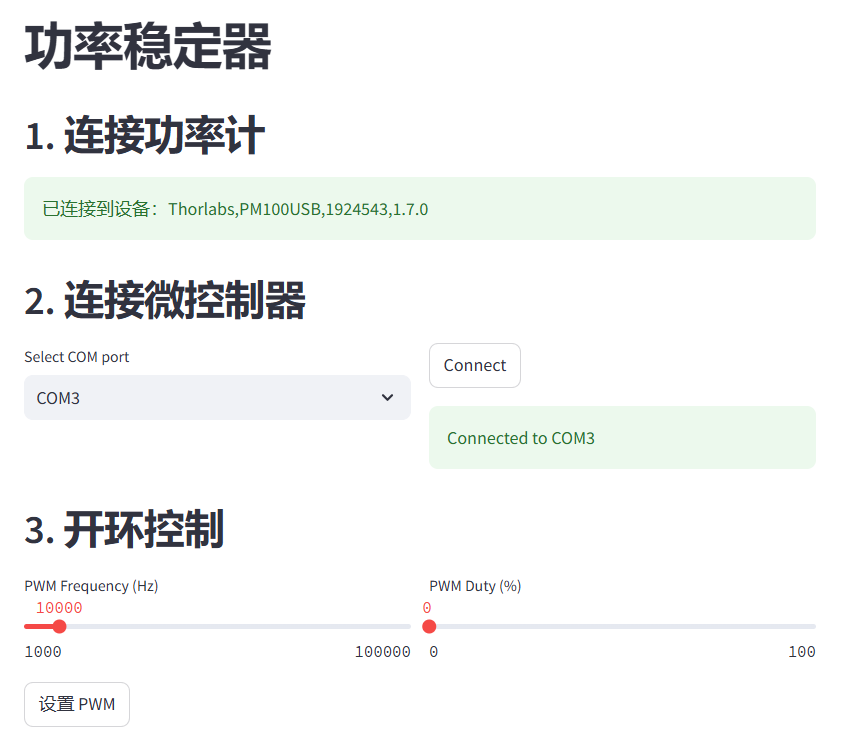 功率稳定器
1. 连接功率计
已连接到设备：Thorlabs,PM100USB,1924543,1.7.0
2. 连接微控制器
Select COM port
COM3
Connect
Connected to COM3
3. 开环控制
PWM Frequency (Hz)
10000
1000 100000
PWM Duty (%)
0
0 100
设置 PWM